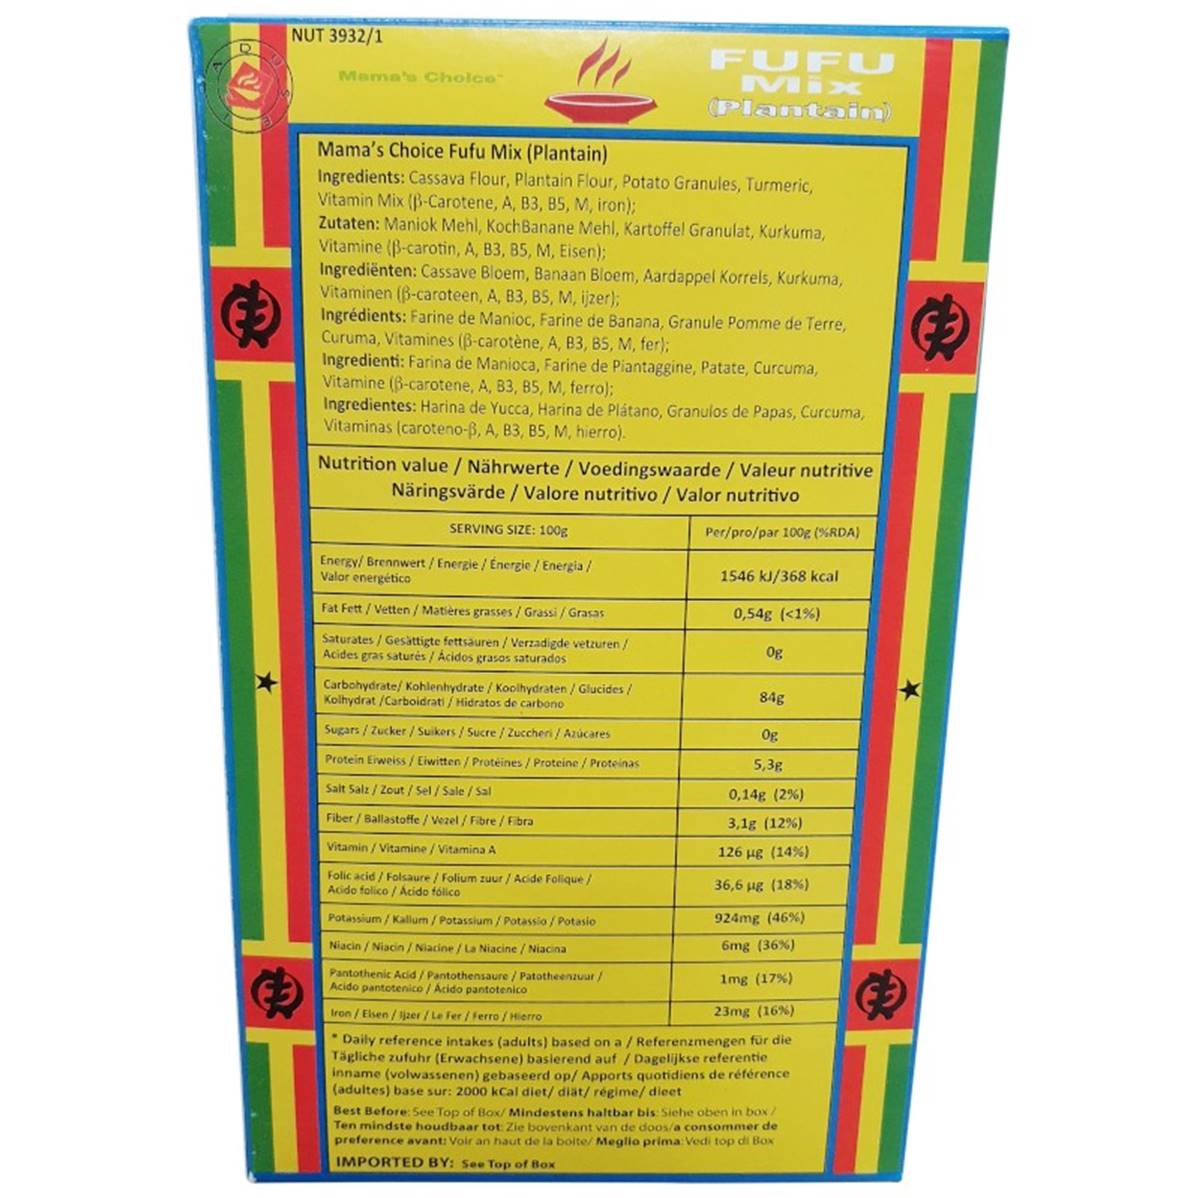 NUT 3932/1
Mama's Choice™
FUFU
Mix
(Plantain)
Mama's Choice Fufu Mix (Plantain)
Ingredients: Cassava Flour, Plantain Flour, Potato Granules, Turmeric,
Vitamin Mix (β-Carotene, A, B3, B5, M, iron);
Zutaten: Maniok Mehl, KochBanane Mehl, Kartoffel Granulat, Kurkuma,
Vitamine (β-carotin, A, B3, B5, M, Eisen);
Ingrediënten: Cassave Bloem, Banaan Bloem, Aardappel Korrels, Kurkuma,
Vitaminen (β-caroteen, A, B3, B5, M, ijzer);
Ingrédients: Farine de Manioc, Farine de Banana, Granule Pomme de Terre,
Curuma, Vitamines (β-carotène, A, B3, B5, M, fer);
Ingredienti: Farina de Manioca, Farine de Piantaggine, Patate, Curcuma,
Vitamine (β-carotene, A, B3, B5, M, ferro);
Ingredientes: Harina de Yucca, Harina de Plátano, Granulos de Papas, Curcuma,
Vitaminas (caroteno-β, A, B3, B5, M, hierro).
Nutrition value / Nährwerte / Voedingswaarde / Valeur nutritive
Näringsvärde / Valore nutritivo / Valor nutritivo
SERVING SIZE: 100g Per/pro/par 100g (%RDA)
Energy/ Brennwert / Energie / Énergie / Energia /
Valor energético
1546 kJ/368 kcal
Fat Fett / Vetten / Matières grasses / Grassi / Grasas 0,54g (<1%)
Saturates / Gesättigte fettsäuren / Verzadigde vetzuren /
Acides gras saturés / Ácidos grasos saturados
0g
Carbohydrate/ Kohlenhydrate / Koolhydraten / Glucides /
Kolhydrat /Carboidrati / Hidratos de carbono
84g
Sugars / Zucker / Suikers / Sucre / Zuccheri / Azúcares 0g
Protein Eiweiss / Eiwitten / Protéines / Proteine / Proteínas 5,3g
Salt Salz / Zout / Sel / Sale / Sal 0,14g (2%)
Fiber / Ballastoffe / Vezel / Fibre / Fibra 3,1g (12%)
Vitamin / Vitamine / Vitamina A 126 µg (14%)
Folic acid / Folsaure / Folium zuur / Acide Folique /
Acido folico / Ácido fólico
36,6 µg (18%)
Potassium / Kalium / Potassium / Potassio / Potasio 924mg (46%)
Niacin / Niacin / Niacine / La Niacine / Niacina 6mg (36%)
Pantothenic Acid / Pantothensaure / Patotheenzuur /
Acido pantotenico / Ácido pantotenico
1mg (17%)
Iron / Eisen / Ijzer / Le Fer / Ferro / Hierro 23mg (16%)
* Daily reference intakes (adults) based on a / Referenzmengen für die
Tägliche zufuhr (Erwachsene) basierend auf / Dagelijkse referentie
inname (volwassenen) gebaseerd op/ Apports quotidiens de référence
(adultes) base sur: 2000 kCal diet/ diät/ régime/ dieet
Best Before: See Top of Box/ Mindestens haltbar bis: Siehe oben in box /
Ten minste houdbaar tot: Zie bovenkant van de doos/a consommer de
preference avant: Voir an haut de la boite/ Meglio prima: Vedi top di Box
IMPORTED BY: See Top of Box